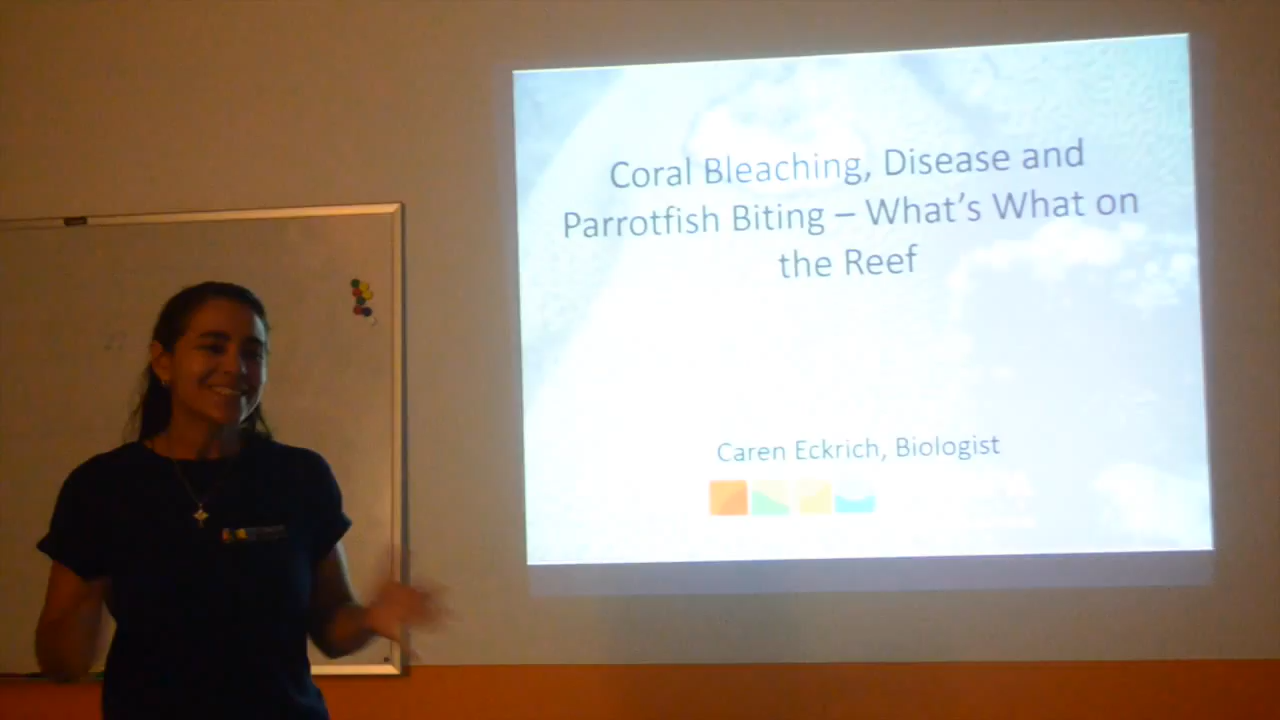 Coral Bleaching, Disease and
Parrotfish Biting – What's What on
the Reef
Caren Eckrich, Biologist